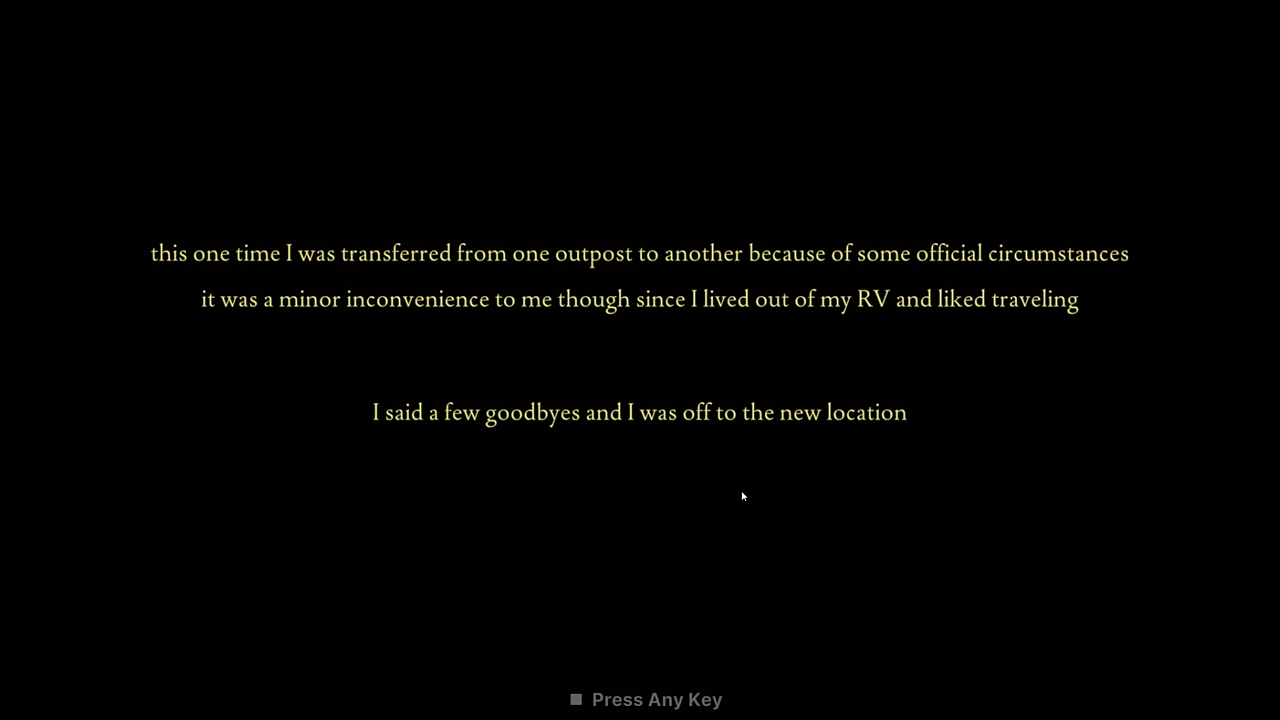 this one time I was transferred from one outpost to another because of some official circumstances
it was a minor inconvenience to me though since I lived out of my RV and liked traveling
I said a few goodbyes and I was off to the new location
Press Any Key